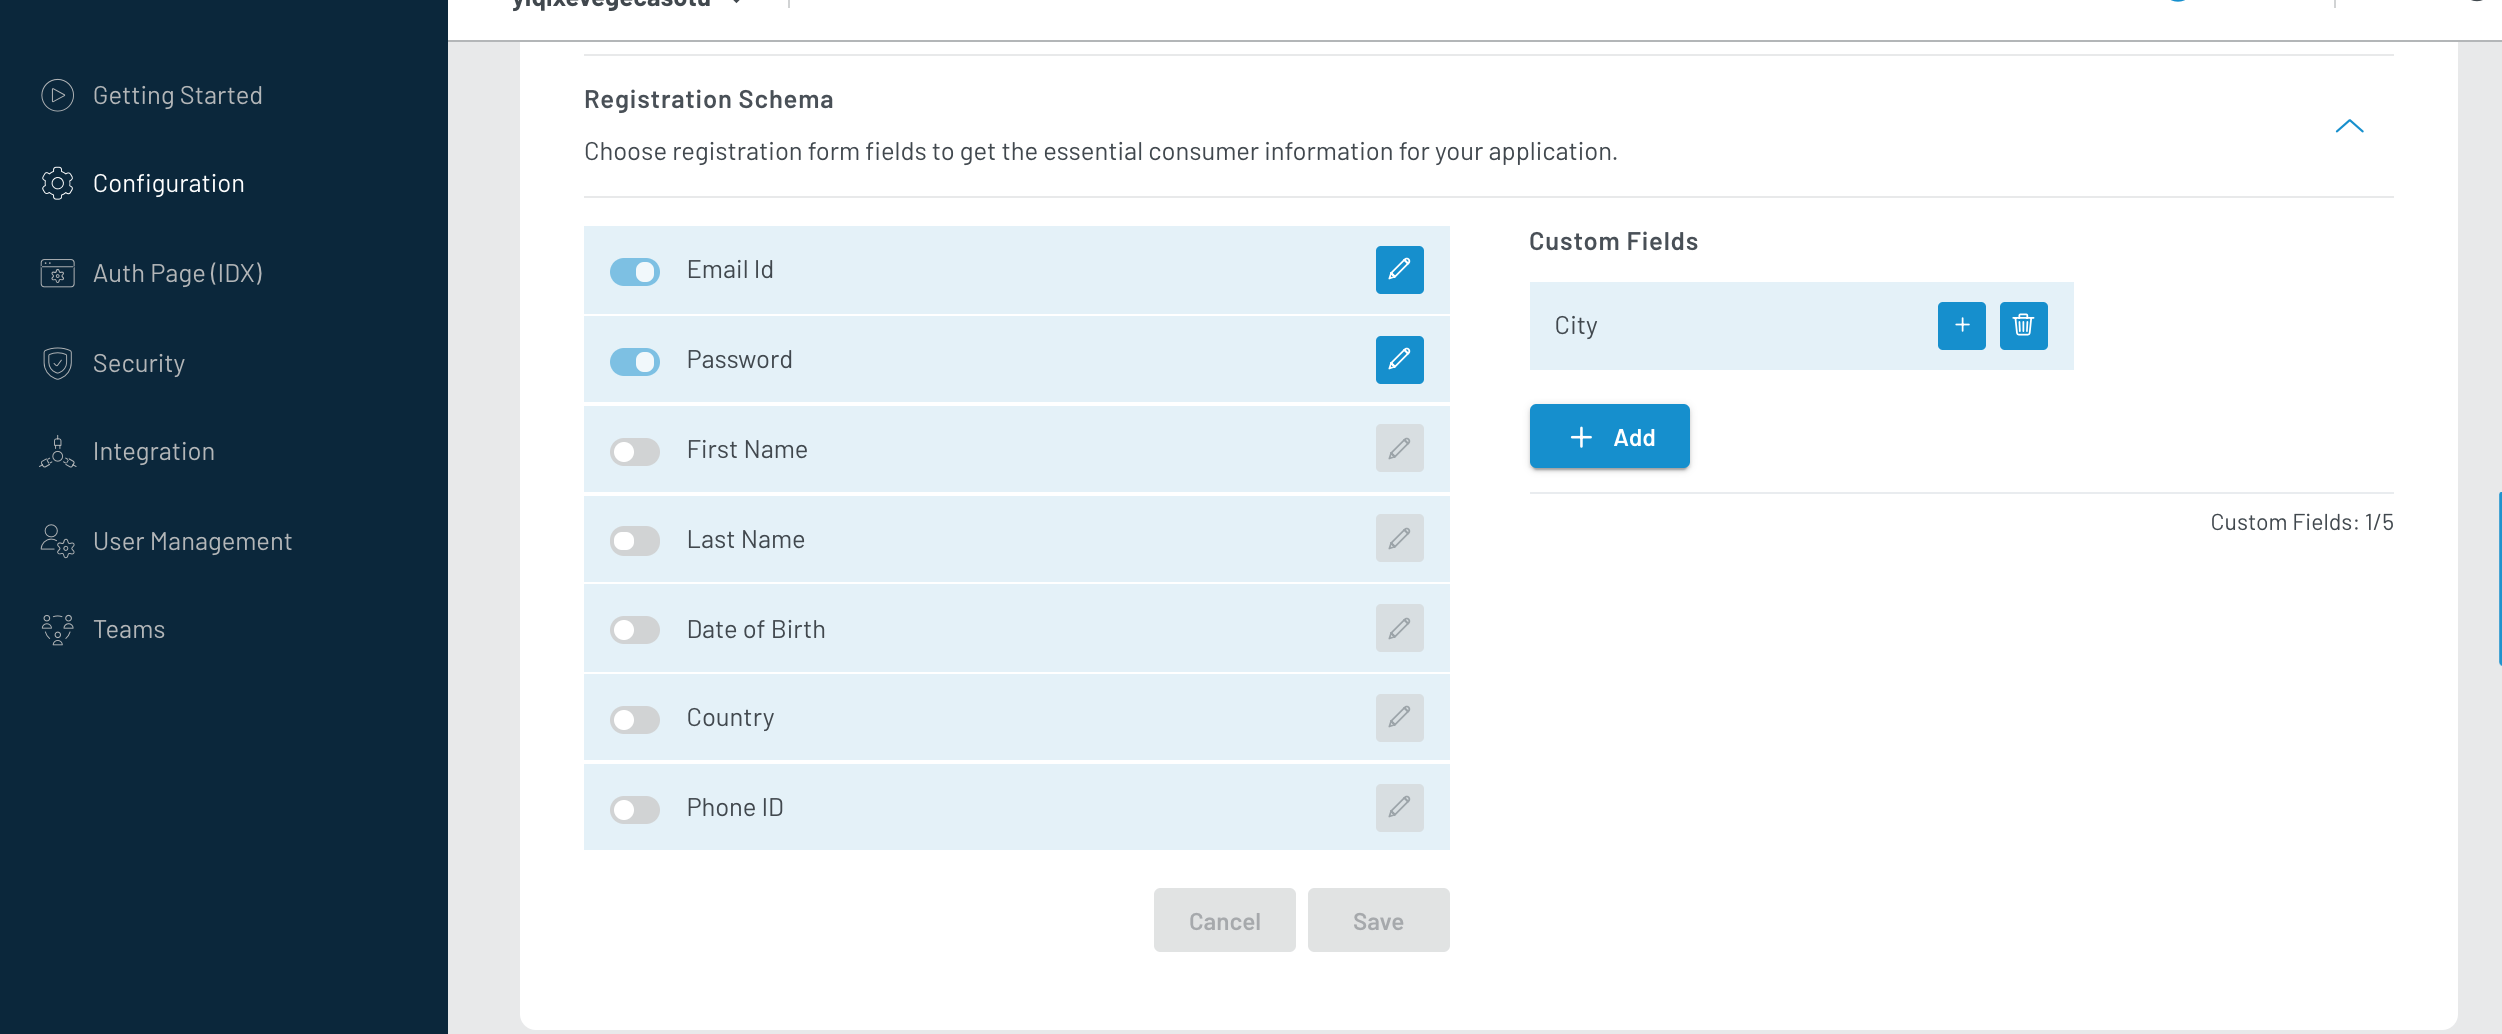 Getting Started
Configuration
Auth Page (IDX)
Security
Integration
User Management
Teams
Registration Schema
Choose registration form fields to get the essential consumer information for your application.
Email Id
Password
First Name
Last Name
Date of Birth
Country
Phone ID
Cancel Save
Custom Fields
City
+ Add
Custom Fields: 1/5